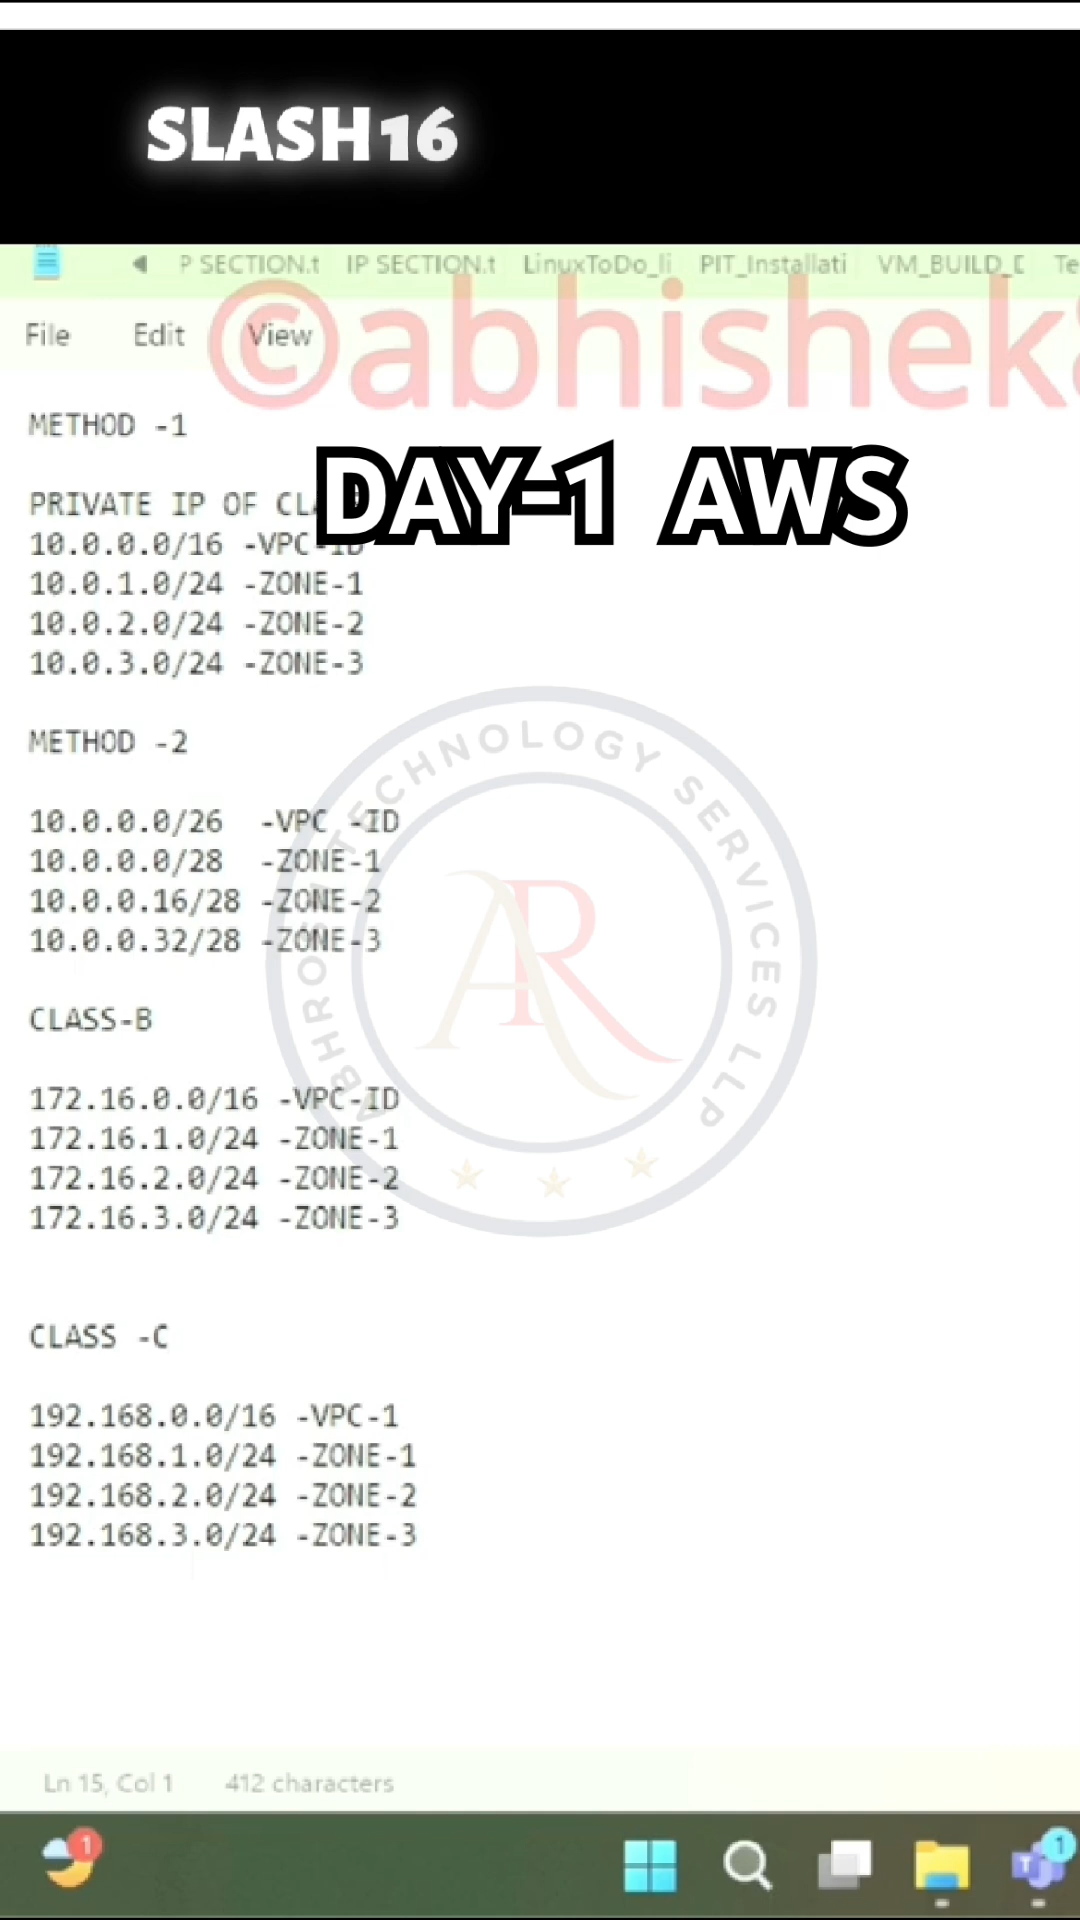 SLASH16
P SECTION.t IP SECTION.t LinuxToDo_li PIT_Installati VM_BUILD_D Te
File Edit View
©abhishek
METHOD -1
DAY-1 AWS
PRIVATE IP OF
10.0.0.0/16 -VPC-ID
10.0.1.0/24 -ZONE-1
10.0.2.0/24 -ZONE-2
10.0.3.0/24 -ZONE-3
METHOD -2
10.0.0.0/26 -VPC -ID
10.0.0.0/28 -ZONE-1
10.0.0.16/28 -ZONE-2
10.0.0.32/28 -ZONE-3
ABHROSH TECHNOLOGY SERVICES LLP
AR
CLASS-B
172.16.0.0/16 -VPC-ID
172.16.1.0/24 -ZONE-1
172.16.2.0/24 -ZONE-2
172.16.3.0/24 -ZONE-3
CLASS -C
192.168.0.0/16 -VPC-1
192.168.1.0/24 -ZONE-1
192.168.2.0/24 -ZONE-2
192.168.3.0/24 -ZONE-3
Ln 15, Col 1 412 characters
1
1
T